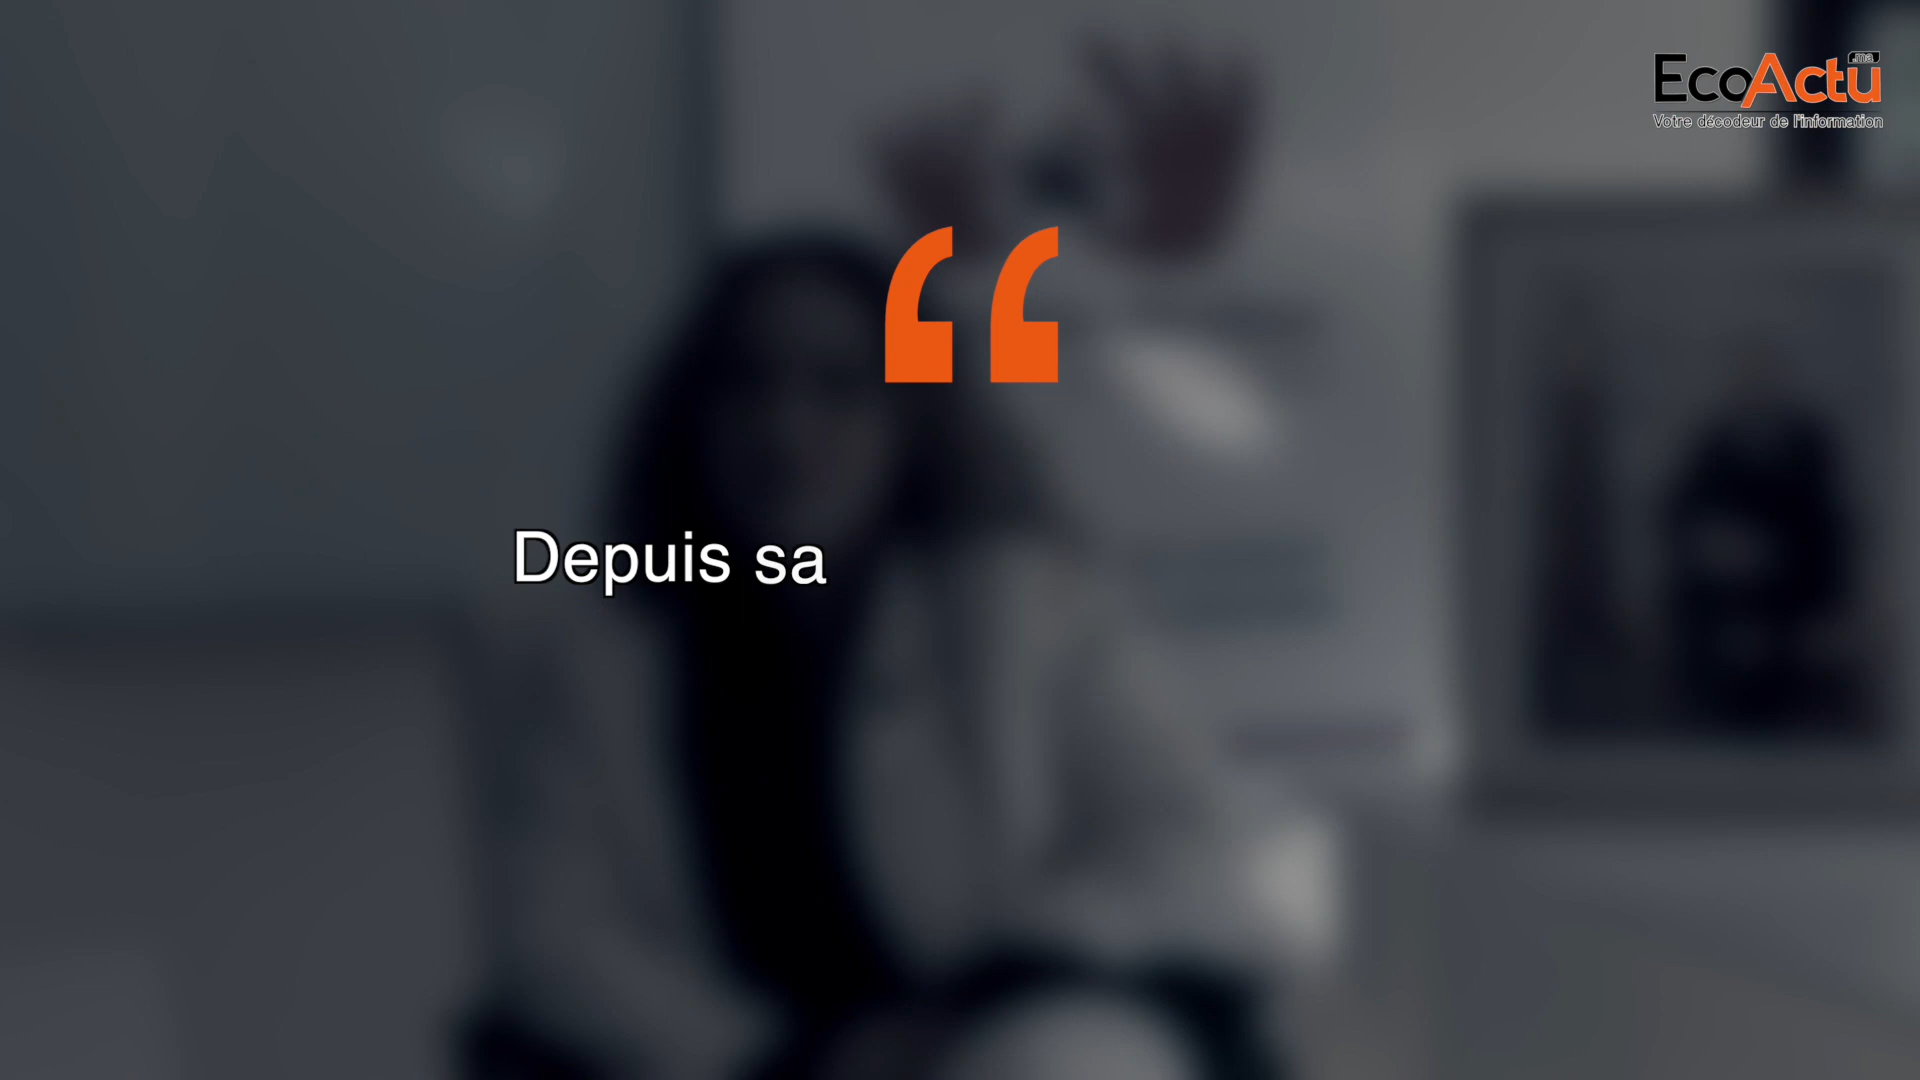 EcoActu
.ma
Votre décodeur de l'information
“
Depuis sa